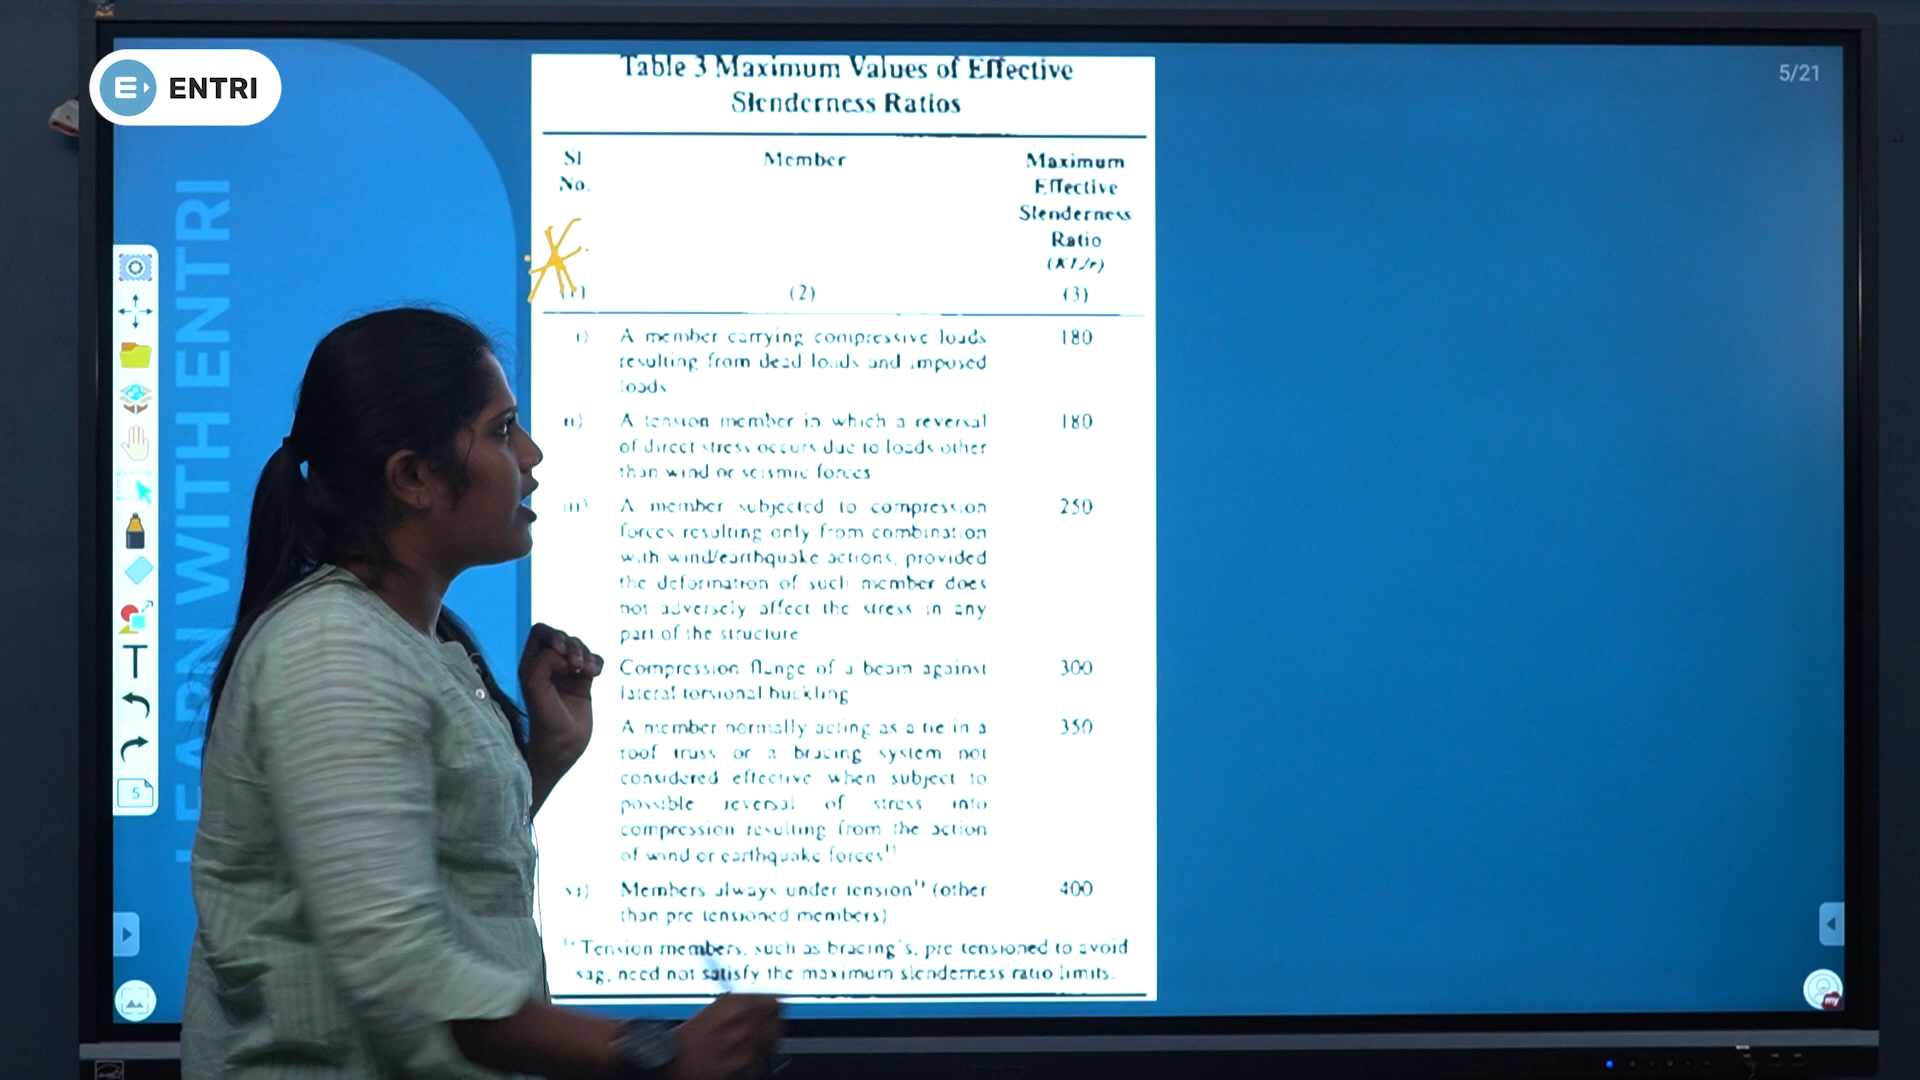 ENTRI
5/21
LEARN WITH ENTRI
Table 3 Maximum Values of Effective
Slenderness Ratios
Sl
No.
Member
Maximum
Effective
Slenderness
Ratio
(KL/r)
(2)
(3)
i) A member carrying compressive loads 180
resulting from dead loads and imposed
loads
ii) A tension member in which a reversal 180
of direct stress occurs due to loads other
than wind or seismic forces
iii) A member subjected to compression 250
forces resulting only from combination
with wind/earthquake actions, provided
the deformation of such member does
not adversely affect the stress in any
part of the structure
Compression flange of a beam against 300
lateral torsional buckling
A member normally acting as a tie in a 350
roof truss or a bracing system not
considered effective when subject to
possible reversal of stress into
compression resulting from the action
of wind or earthquake forces¹⁾
vi) Members always under tension¹⁾ (other 400
than pre tensioned members)
¹⁾ Tension members, such as bracing's, pre tensioned to avoid
sag, need not satisfy the maximum slenderness ratio limits.
T
5
my